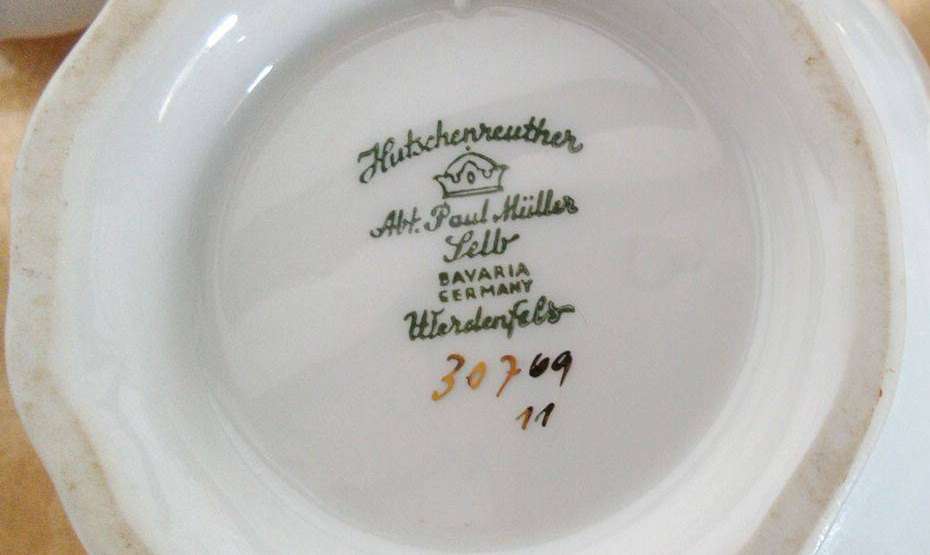 Hutschenreuther
Abt. Paul Müller
Selb
BAVARIA
GERMANY
Werdenfels
30769
11